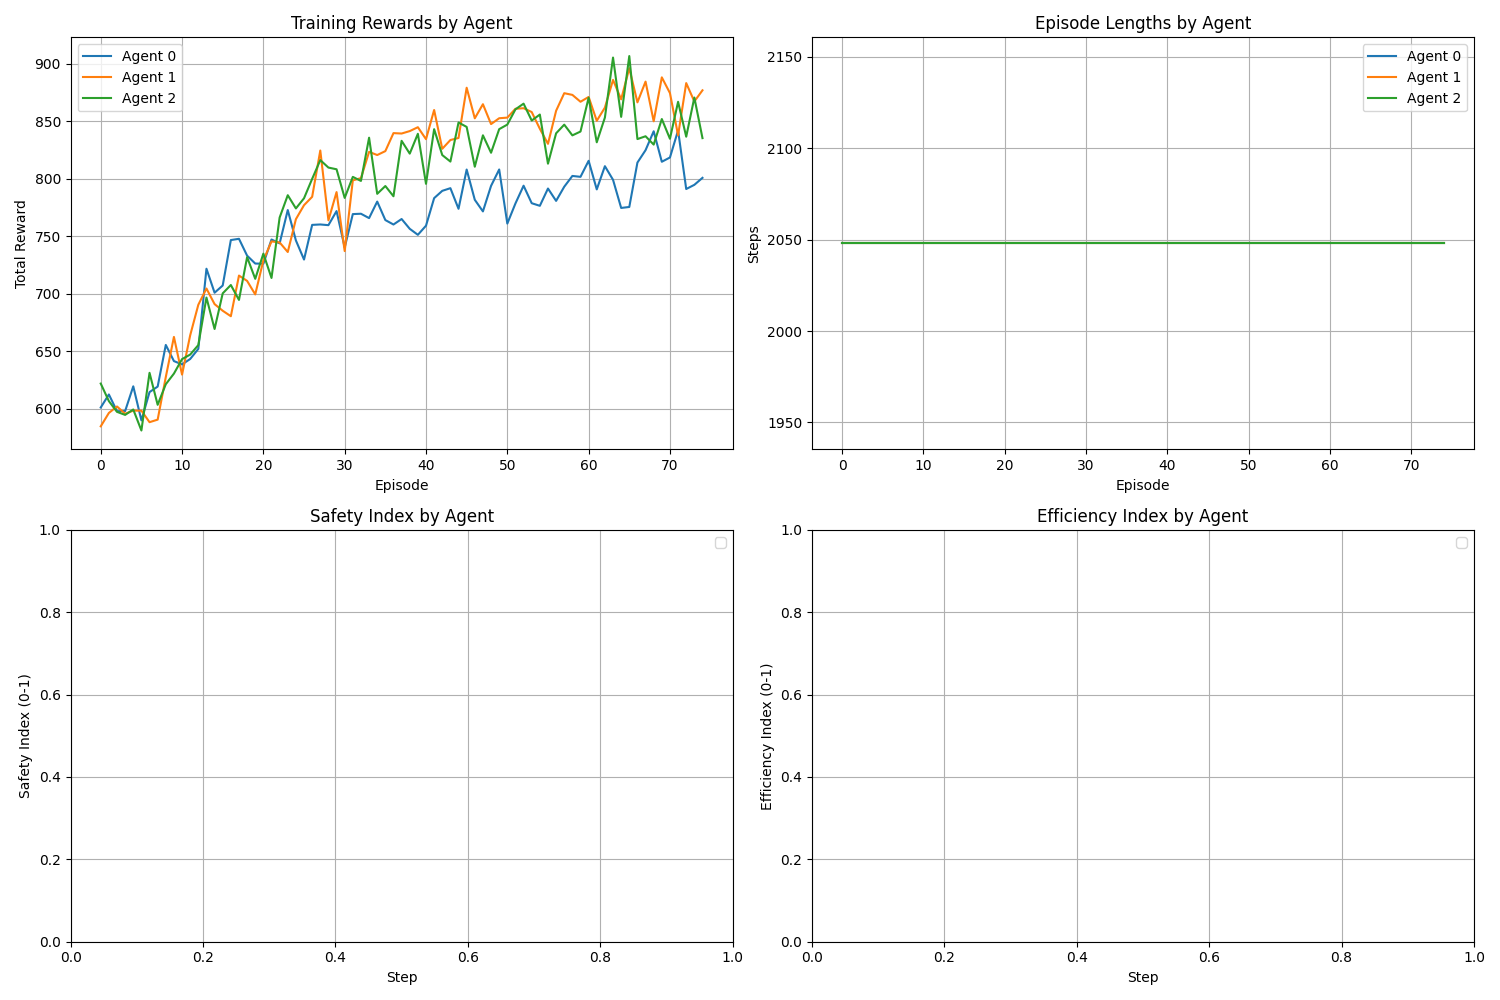 Training Rewards by Agent
Agent 0
Agent 1
Agent 2
900
850
800
750
700
650
600
Total Reward
0 10 20 30 40 50 60 70
Episode
Episode Lengths by Agent
Agent 0
Agent 1
Agent 2
2150
2100
2050
2000
1950
Steps
0 10 20 30 40 50 60 70
Episode
Safety Index by Agent
1.0
0.8
0.6
0.4
0.2
0.0
Safety Index (0-1)
0.0 0.2 0.4 0.6 0.8 1.0
Step
Efficiency Index by Agent
1.0
0.8
0.6
0.4
0.2
0.0
Efficiency Index (0-1)
0.0 0.2 0.4 0.6 0.8 1.0
Step